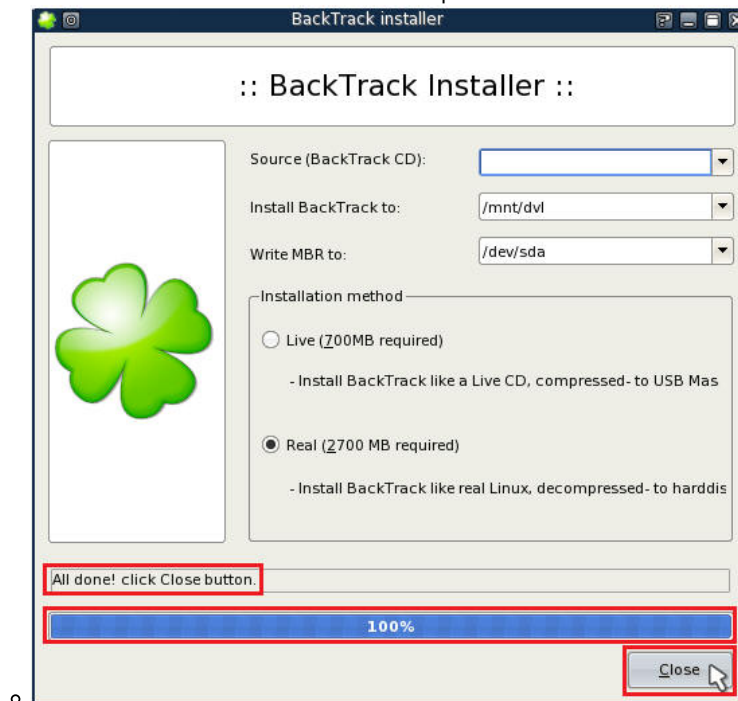 BackTrack installer
:: BackTrack Installer ::
Source (BackTrack CD):
Install BackTrack to: /mnt/dvl
Write MBR to: /dev/sda
Installation method
Live (700MB required)
- Install BackTrack like a Live CD, compressed- to USB Mas
Real (2700 MB required)
- Install BackTrack like real Linux, decompressed- to harddis
All done! click Close button.
100%
Close